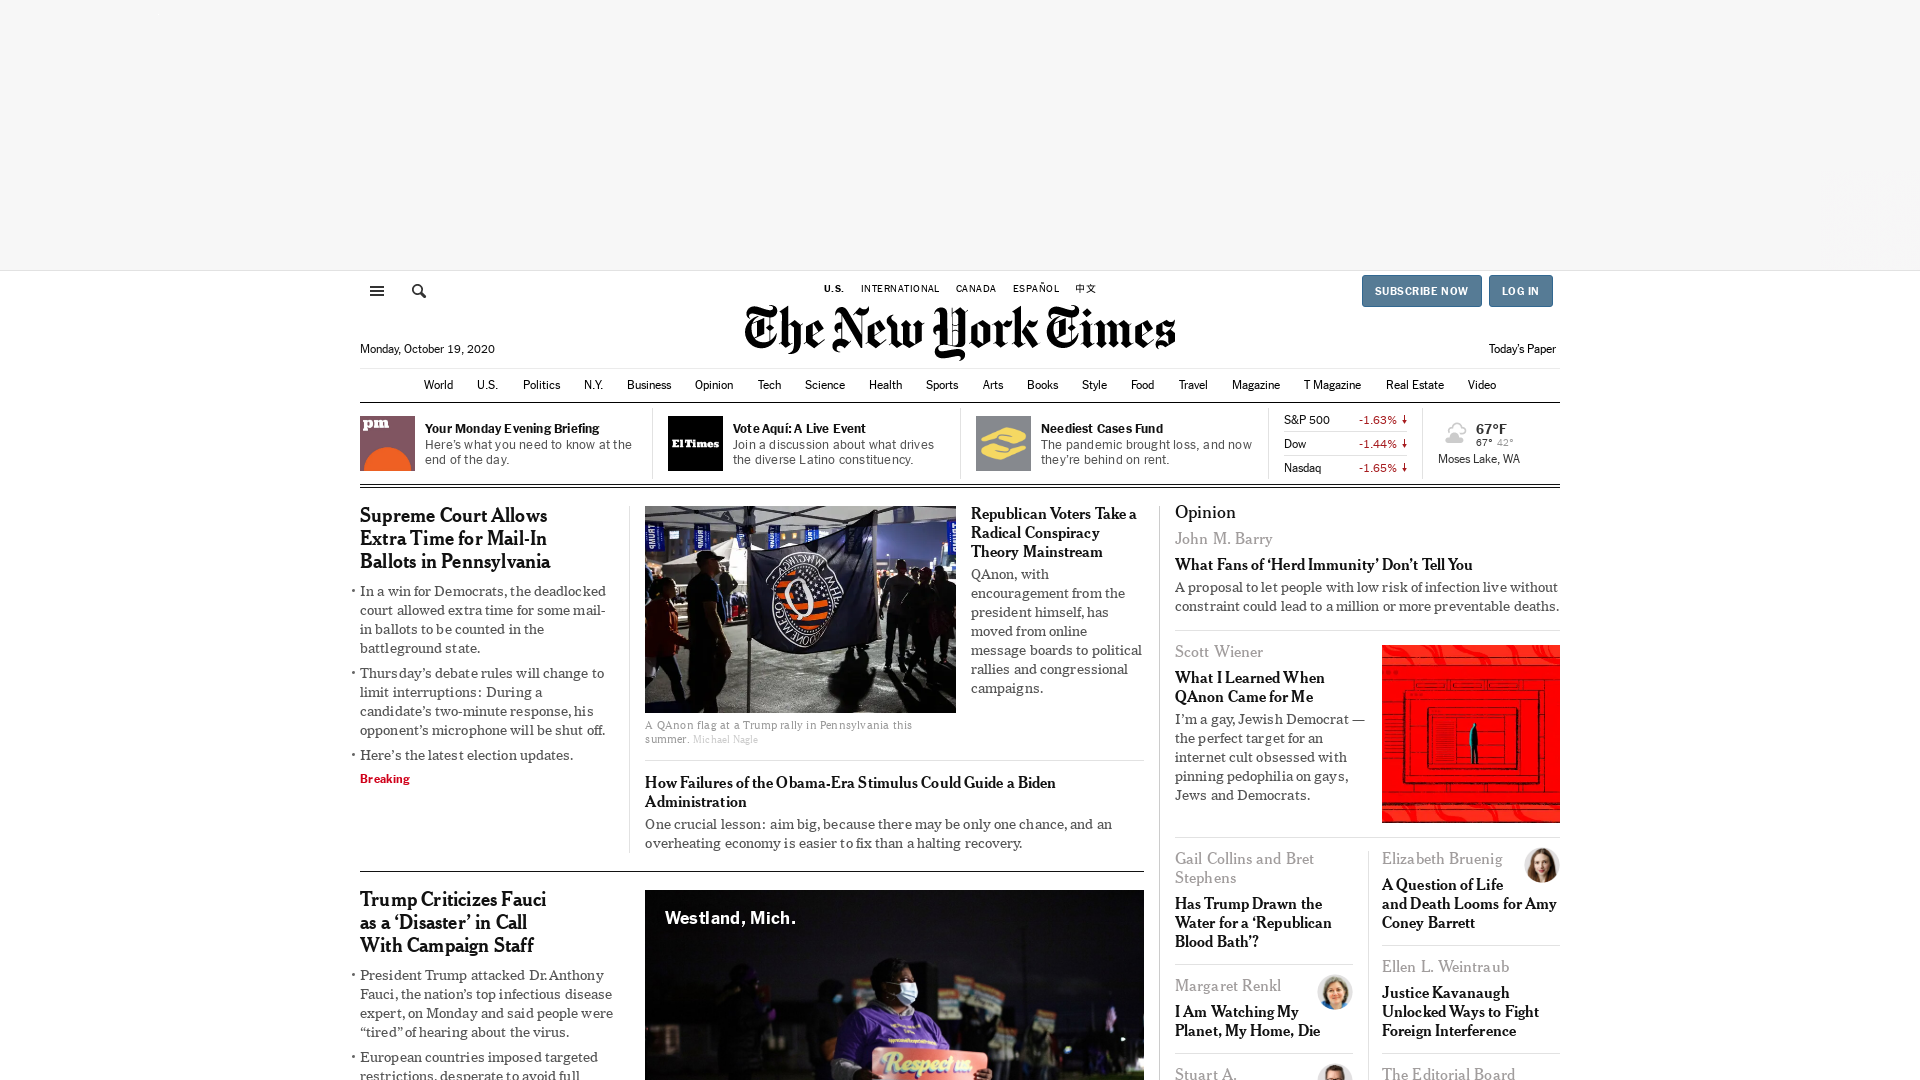 U.S. INTERNATIONAL CANADA ESPAÑOL 中文
SUBSCRIBE NOW LOG IN
The New York Times
Monday, October 19, 2020
Today's Paper
World U.S. Politics N.Y. Business Opinion Tech Science Health Sports Arts Books Style Food Travel Magazine T Magazine Real Estate Video
pm
Your Monday Evening Briefing
Here's what you need to know at the
end of the day.
El Times
Vote Aquí: A Live Event
Join a discussion about what drives
the diverse Latino constituency.
Neediest Cases Fund
The pandemic brought loss, and now
they're behind on rent.
S&P 500 -1.63% ↓
Dow -1.44% ↓
Nasdaq -1.65% ↓
67°F
67° 42°
Moses Lake, WA
Supreme Court Allows
Extra Time for Mail-In
Ballots in Pennsylvania
• In a win for Democrats, the deadlocked
court allowed extra time for some mail-
in ballots to be counted in the
battleground state.
• Thursday's debate rules will change to
limit interruptions: During a
candidate's two-minute response, his
opponent's microphone will be shut off.
• Here's the latest election updates.
Breaking
A QAnon flag at a Trump rally in Pennsylvania this
summer. Michael Nagle
Republican Voters Take a
Radical Conspiracy
Theory Mainstream
QAnon, with
encouragement from the
president himself, has
moved from online
message boards to political
rallies and congressional
campaigns.
How Failures of the Obama-Era Stimulus Could Guide a Biden
Administration
One crucial lesson: aim big, because there may be only one chance, and an
overheating economy is easier to fix than a halting recovery.
Trump Criticizes Fauci
as a ‘Disaster’ in Call
With Campaign Staff
• President Trump attacked Dr. Anthony
Fauci, the nation's top infectious disease
expert, on Monday and said people were
“tired” of hearing about the virus.
• European countries imposed targeted
restrictions, desperate to avoid full
Westland, Mich.
Respect us.
Opinion
John M. Barry
What Fans of ‘Herd Immunity’ Don't Tell You
A proposal to let people with low risk of infection live without
constraint could lead to a million or more preventable deaths.
Scott Wiener
What I Learned When
QAnon Came for Me
I'm a gay, Jewish Democrat —
the perfect target for an
internet cult obsessed with
pinning pedophilia on gays,
Jews and Democrats.
Gail Collins and Bret
Stephens
Has Trump Drawn the
Water for a ‘Republican
Blood Bath’?
Margaret Renkl
I Am Watching My
Planet, My Home, Die
Stuart A.
Elizabeth Bruenig
A Question of Life
and Death Looms for Amy
Coney Barrett
Ellen L. Weintraub
Justice Kavanaugh
Unlocked Ways to Fight
Foreign Interference
The Editorial Board